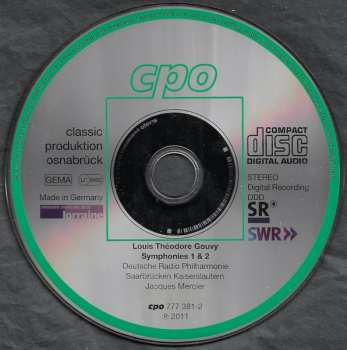 cpo
classic
produktion
osnabrück
GEMA
Made in Germany
lorraine
COMPACT
disc
DIGITAL AUDIO
STEREO
Digital Recording
DDD
SR
SWR»
Louis Théodore Gouvy
Symphonies 1 & 2
Deutsche Radio Philharmonie
Saarbrücken Kaiserslautern
Jacques Mercier
cpo 777 381-2
℗ 2011